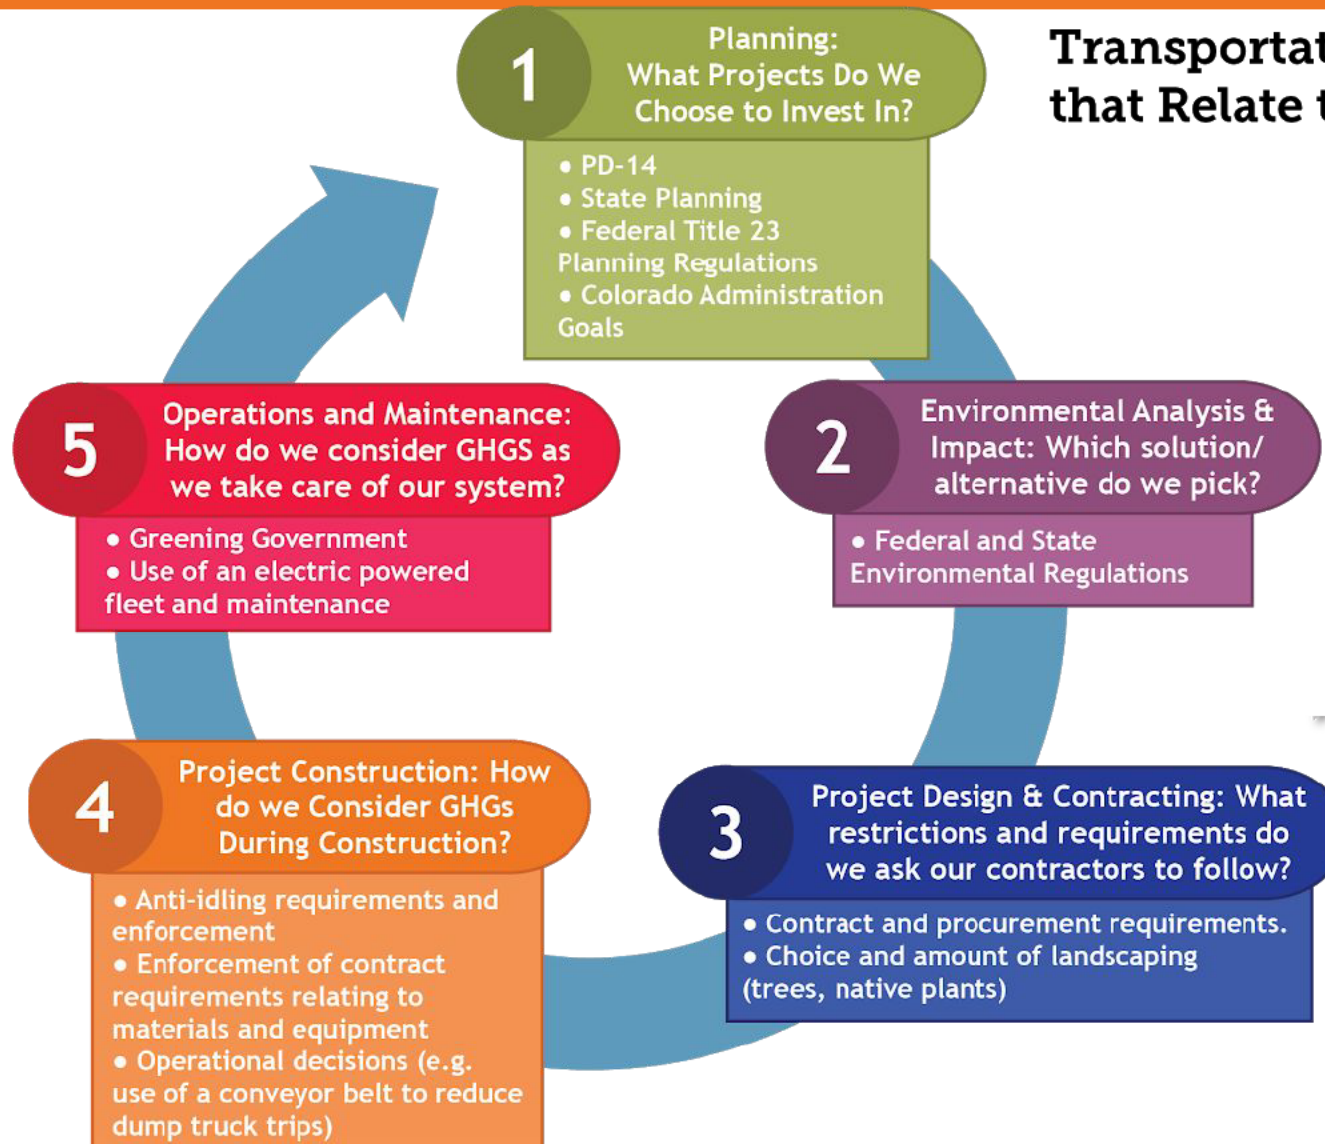 Transportat
that Relate t
1
Planning:
What Projects Do We
Choose to Invest In?
● PD-14
● State Planning
● Federal Title 23
Planning Regulations
● Colorado Administration
Goals
2
Environmental Analysis &
Impact: Which solution/
alternative do we pick?
● Federal and State
Environmental Regulations
3
Project Design & Contracting: What
restrictions and requirements do
we ask our contractors to follow?
● Contract and procurement requirements.
● Choice and amount of landscaping
(trees, native plants)
4
Project Construction: How
do we Consider GHGs
During Construction?
● Anti-idling requirements and
enforcement
● Enforcement of contract
requirements relating to
materials and equipment
● Operational decisions (e.g.
use of a conveyor belt to reduce
dump truck trips)
5
Operations and Maintenance:
How do we consider GHGS as
we take care of our system?
● Greening Government
● Use of an electric powered
fleet and maintenance